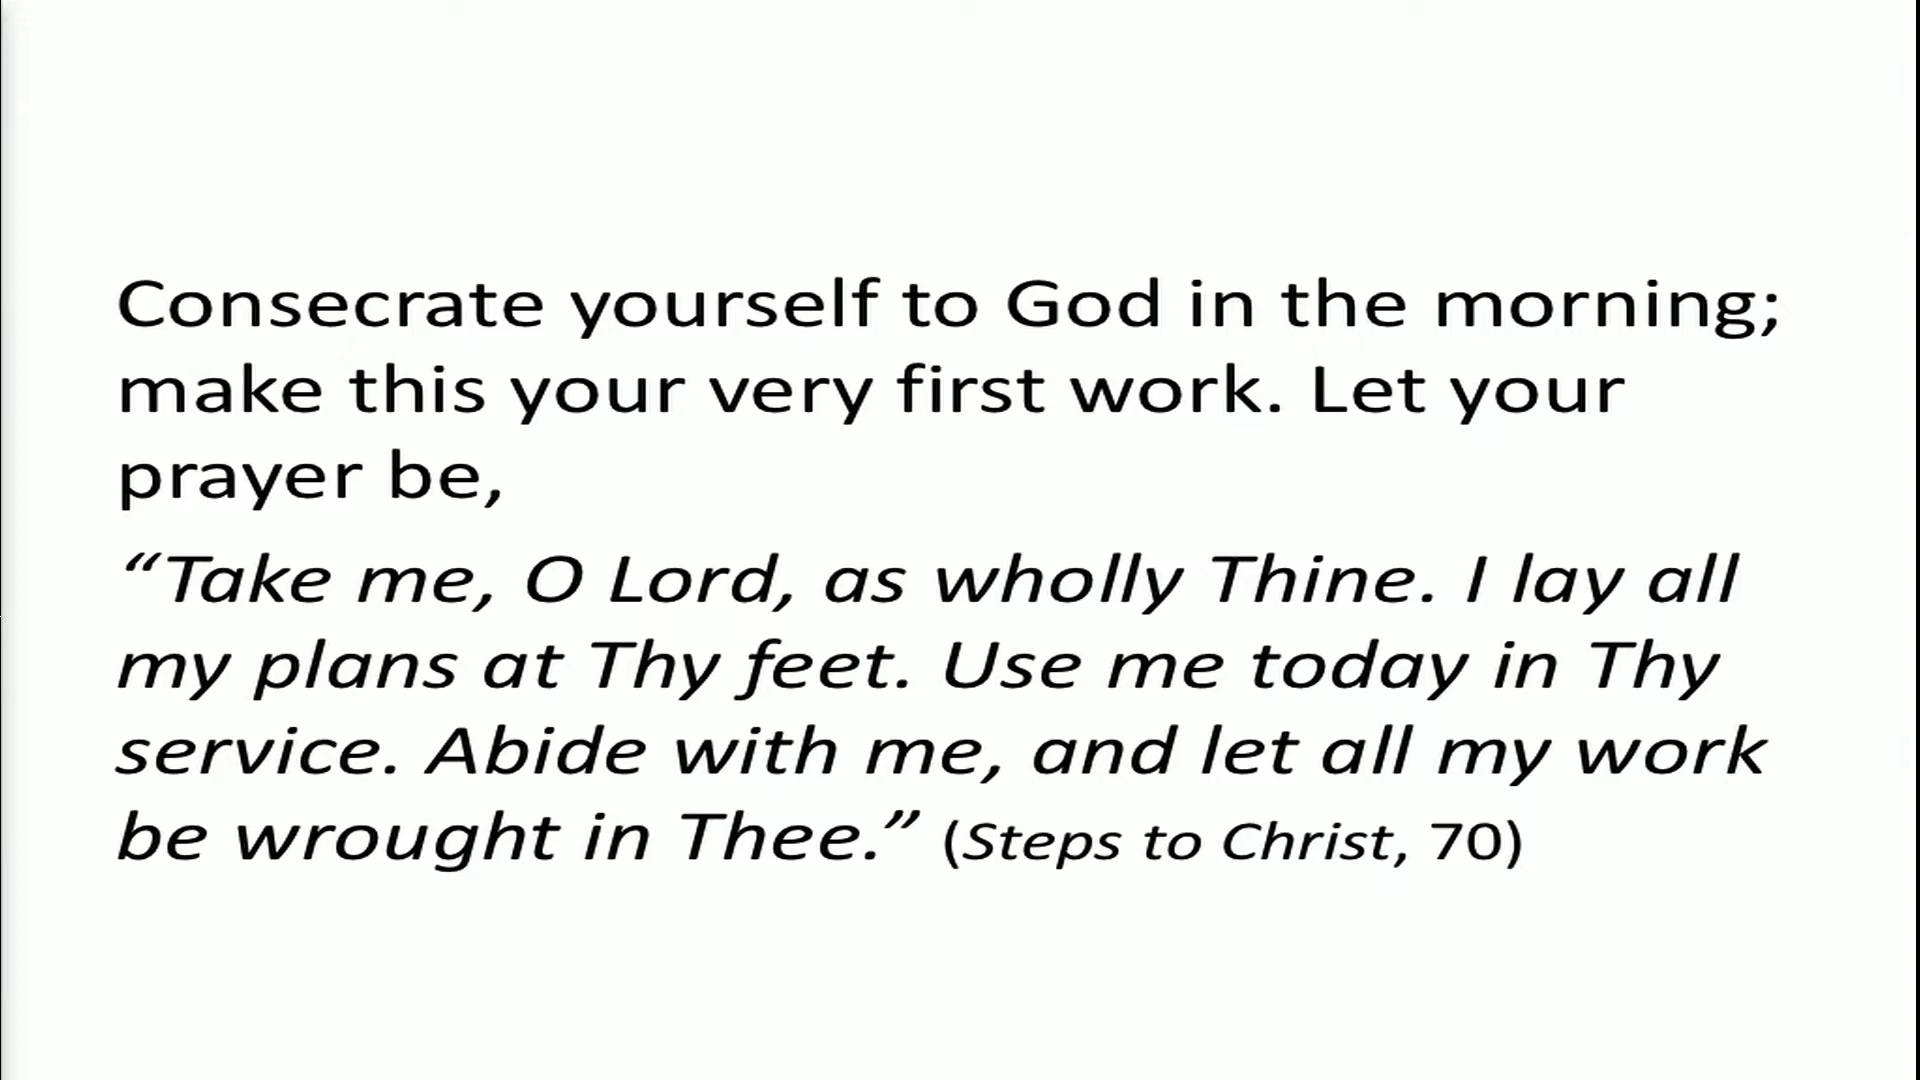 Consecrate yourself to God in the morning;
make this your very first work. Let your
prayer be,
“Take me, O Lord, as wholly Thine. I lay all
my plans at Thy feet. Use me today in Thy
service. Abide with me, and let all my work
be wrought in Thee.” (Steps to Christ, 70)